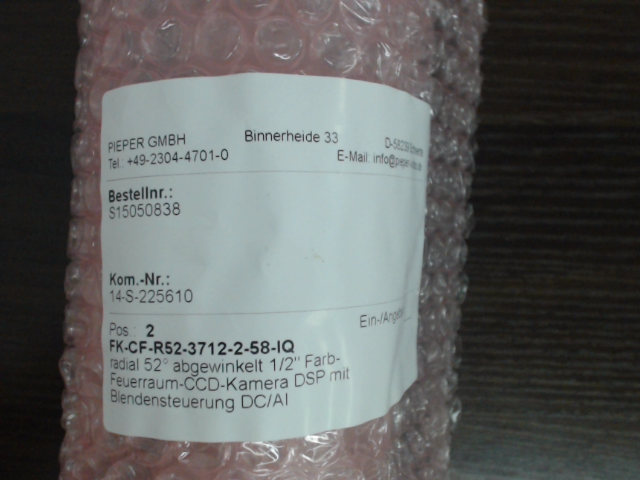 PIEPER GMBH Binnerheide 33 D-58239
Tel.: +49-2304-4701-0 E-Mail: info@pieper-
Bestellnr.:
S15050838
Kom.-Nr.:
14-S-225610
Ein-/
Pos.: 2
FK-CF-R52-3712-2-58-IQ
radial 52° abgewinkelt 1/2" Farb-
Feuerraum-CCD-Kamera DSP mit
Blendensteuerung DC/AI